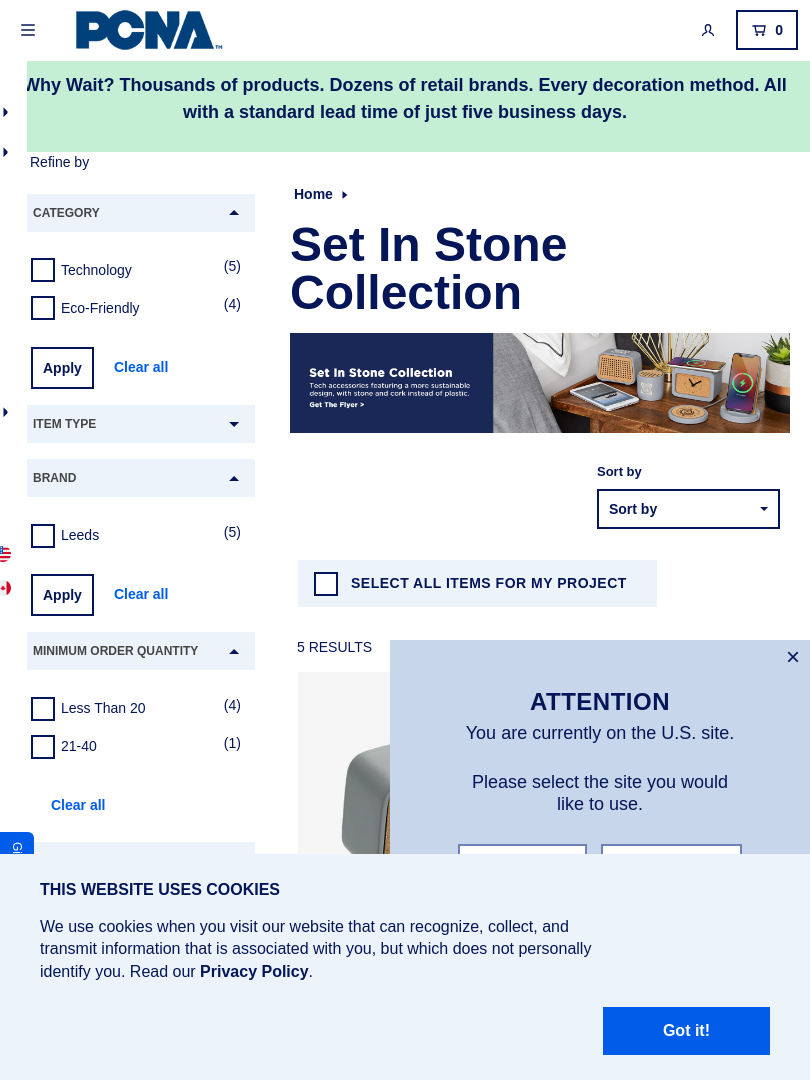 PCNA™
0
Why Wait? Thousands of products. Dozens of retail brands. Every decoration method. All
with a standard lead time of just five business days.
Refine by
CATEGORY
Technology (5)
Eco-Friendly (4)
Apply Clear all
ITEM TYPE
BRAND
Leeds (5)
Apply Clear all
MINIMUM ORDER QUANTITY
Less Than 20 (4)
21-40 (1)
Clear all
Home
Set In Stone
Collection
Set In Stone Collection
Tech accessories featuring a more sustainable
design, with stone and cork instead of plastic.
Get The Flyer >
Sort by
Sort by
SELECT ALL ITEMS FOR MY PROJECT
5 RESULTS
ATTENTION
You are currently on the U.S. site.
Please select the site you would
like to use.
THIS WEBSITE USES COOKIES
We use cookies when you visit our website that can recognize, collect, and
transmit information that is associated with you, but which does not personally
identify you. Read our Privacy Policy.
Got it!